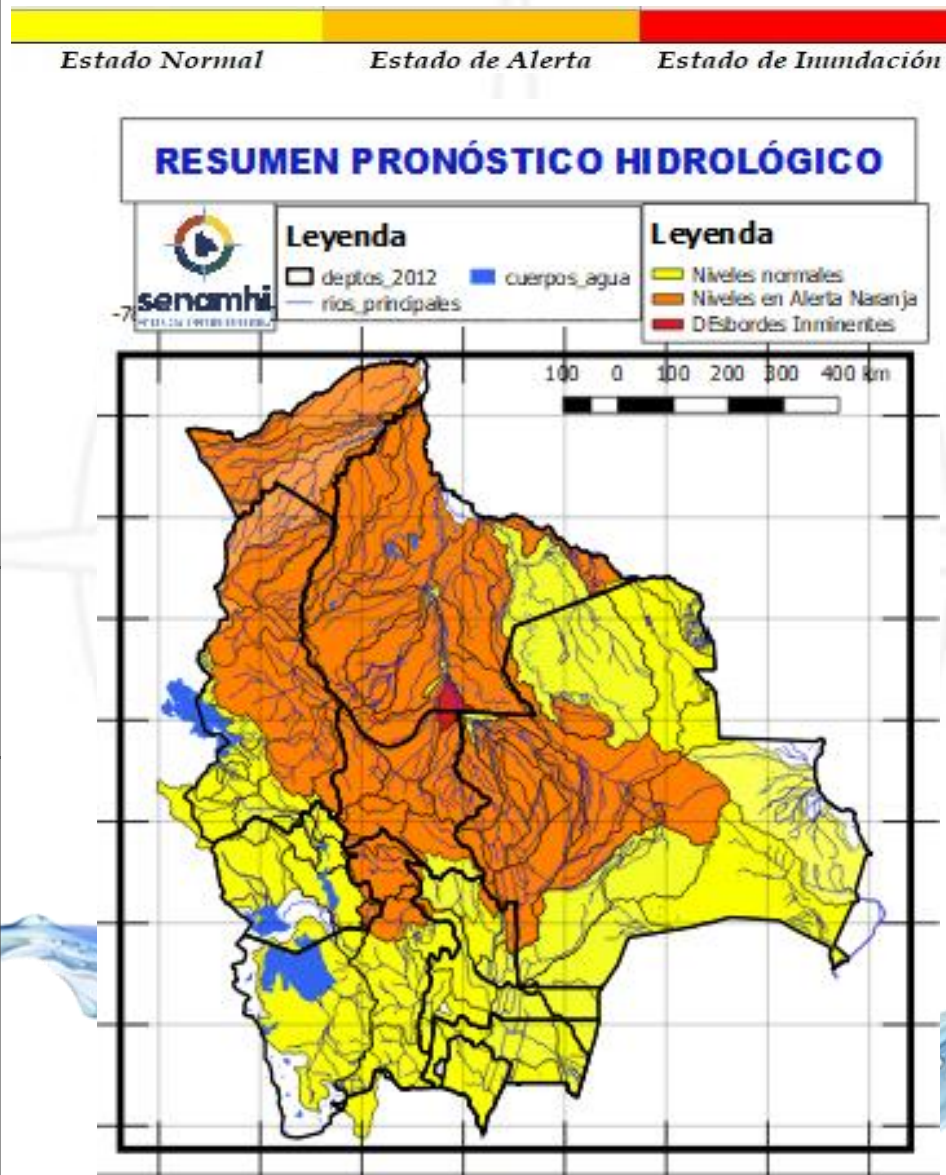 Estado Normal Estado de Alerta Estado de Inundación
RESUMEN PRONÓSTICO HIDROLÓGICO
senamhi
Leyenda
deptos_2012 cuerpos_agua
rios_principales
Leyenda
Niveles normales
Niveles en Alerta Naranja
DEsbordes Inminentes
100 0 100 200 300 400 km